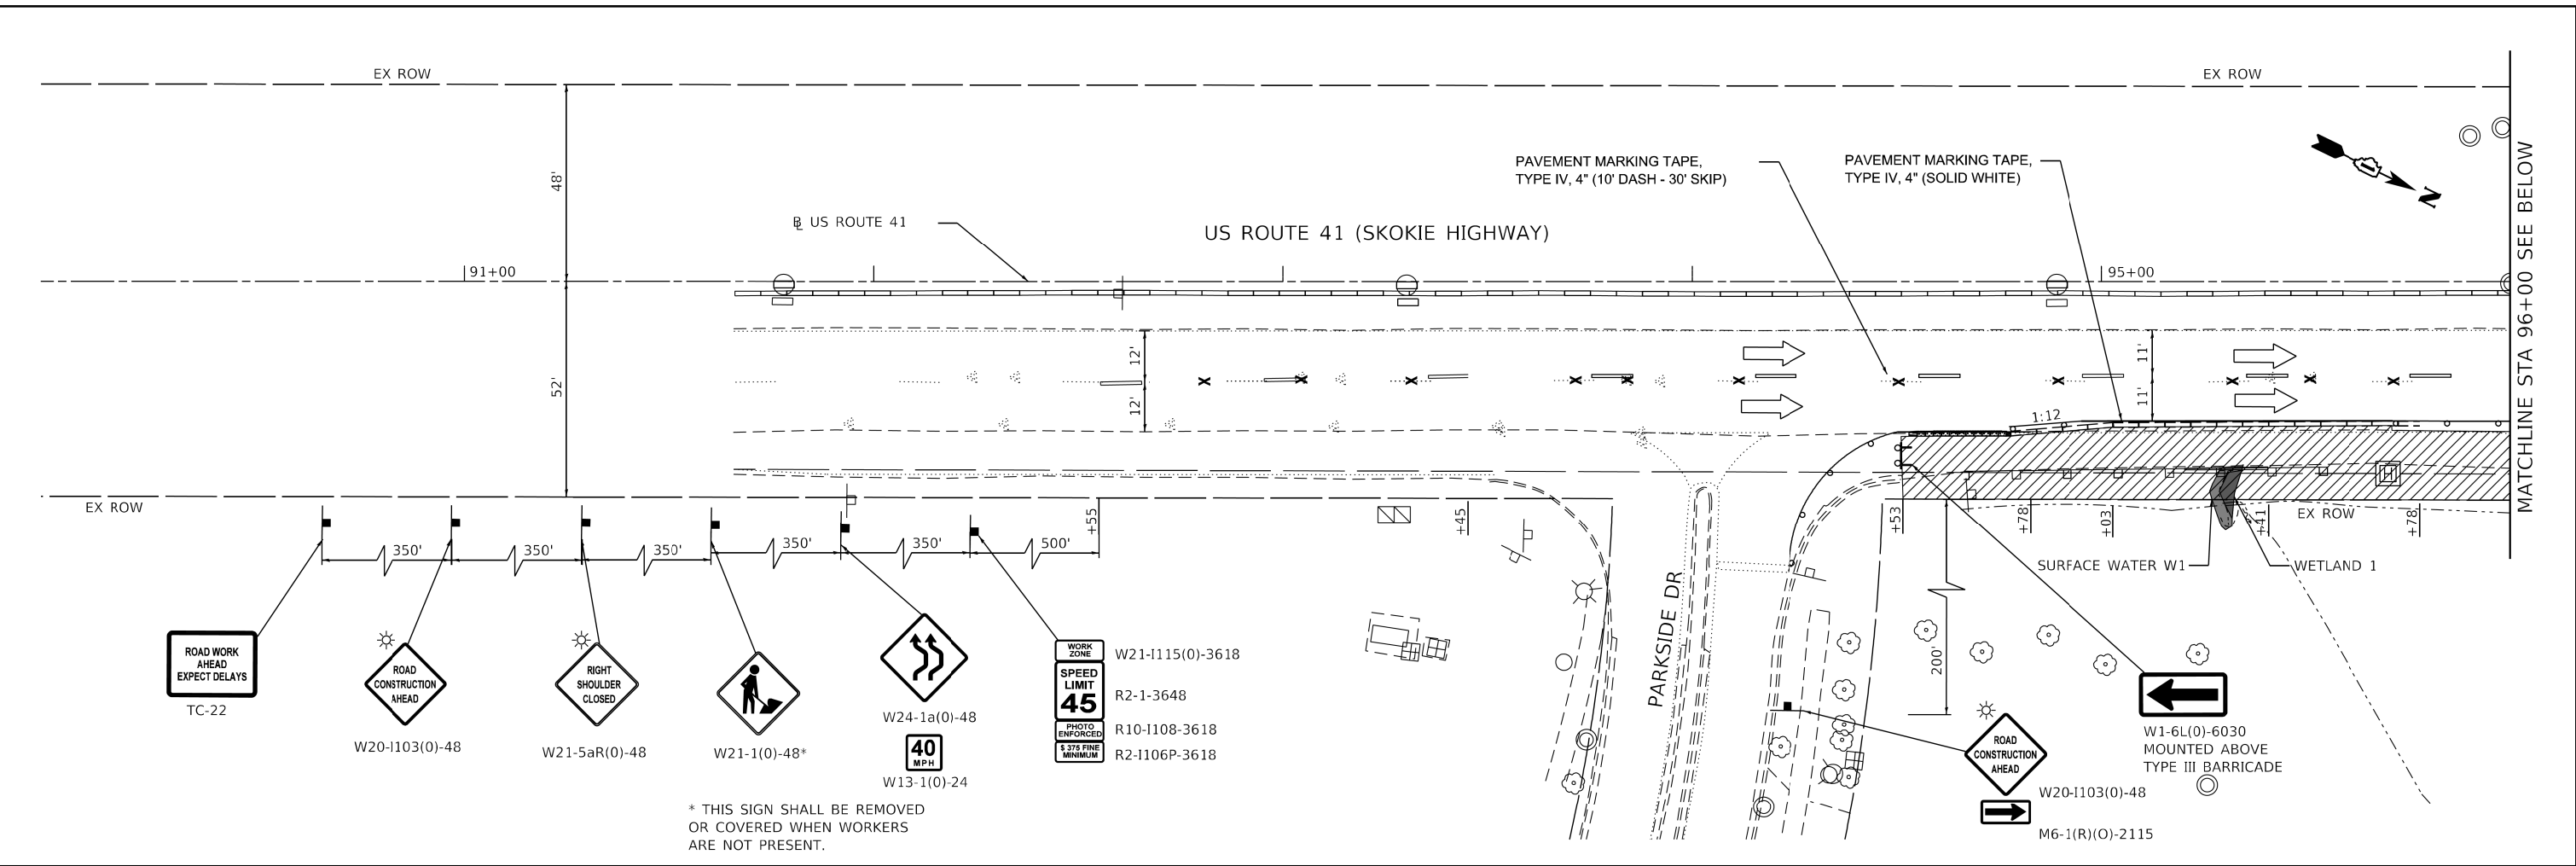 EX ROW
EX ROW
48'
PAVEMENT MARKING TAPE,
TYPE IV, 4" (10' DASH - 30' SKIP)
PAVEMENT MARKING TAPE,
TYPE IV, 4" (SOLID WHITE)
N
MATCHLINE STA 96+00 SEE BELOW
BL US ROUTE 41
US ROUTE 41 (SKOKIE HIGHWAY)
91+00
95+00
52'
12'
12'
11'
11'
1:12
EX ROW
EX ROW
+55
+45
+53
+78
+03
+41
+78
350'
350'
350'
350'
350'
500'
SURFACE WATER W1
WETLAND 1
PARKSIDE DR
200'
ROAD WORK
AHEAD
EXPECT DELAYS
TC-22
ROAD
CONSTRUCTION
AHEAD
W20-I103(0)-48
RIGHT
SHOULDER
CLOSED
W21-5aR(0)-48
W21-1(0)-48*
W24-1a(0)-48
40
MPH
W13-1(0)-24
WORK
ZONE
W21-I115(0)-3618
SPEED
LIMIT
45
R2-1-3648
PHOTO
ENFORCED
R10-I108-3618
$ 375 FINE
MINIMUM
R2-I106P-3618
* THIS SIGN SHALL BE REMOVED
OR COVERED WHEN WORKERS
ARE NOT PRESENT.
ROAD
CONSTRUCTION
AHEAD
W20-I103(0)-48
M6-1(R)(O)-2115
W1-6L(0)-6030
MOUNTED ABOVE
TYPE III BARRICADE